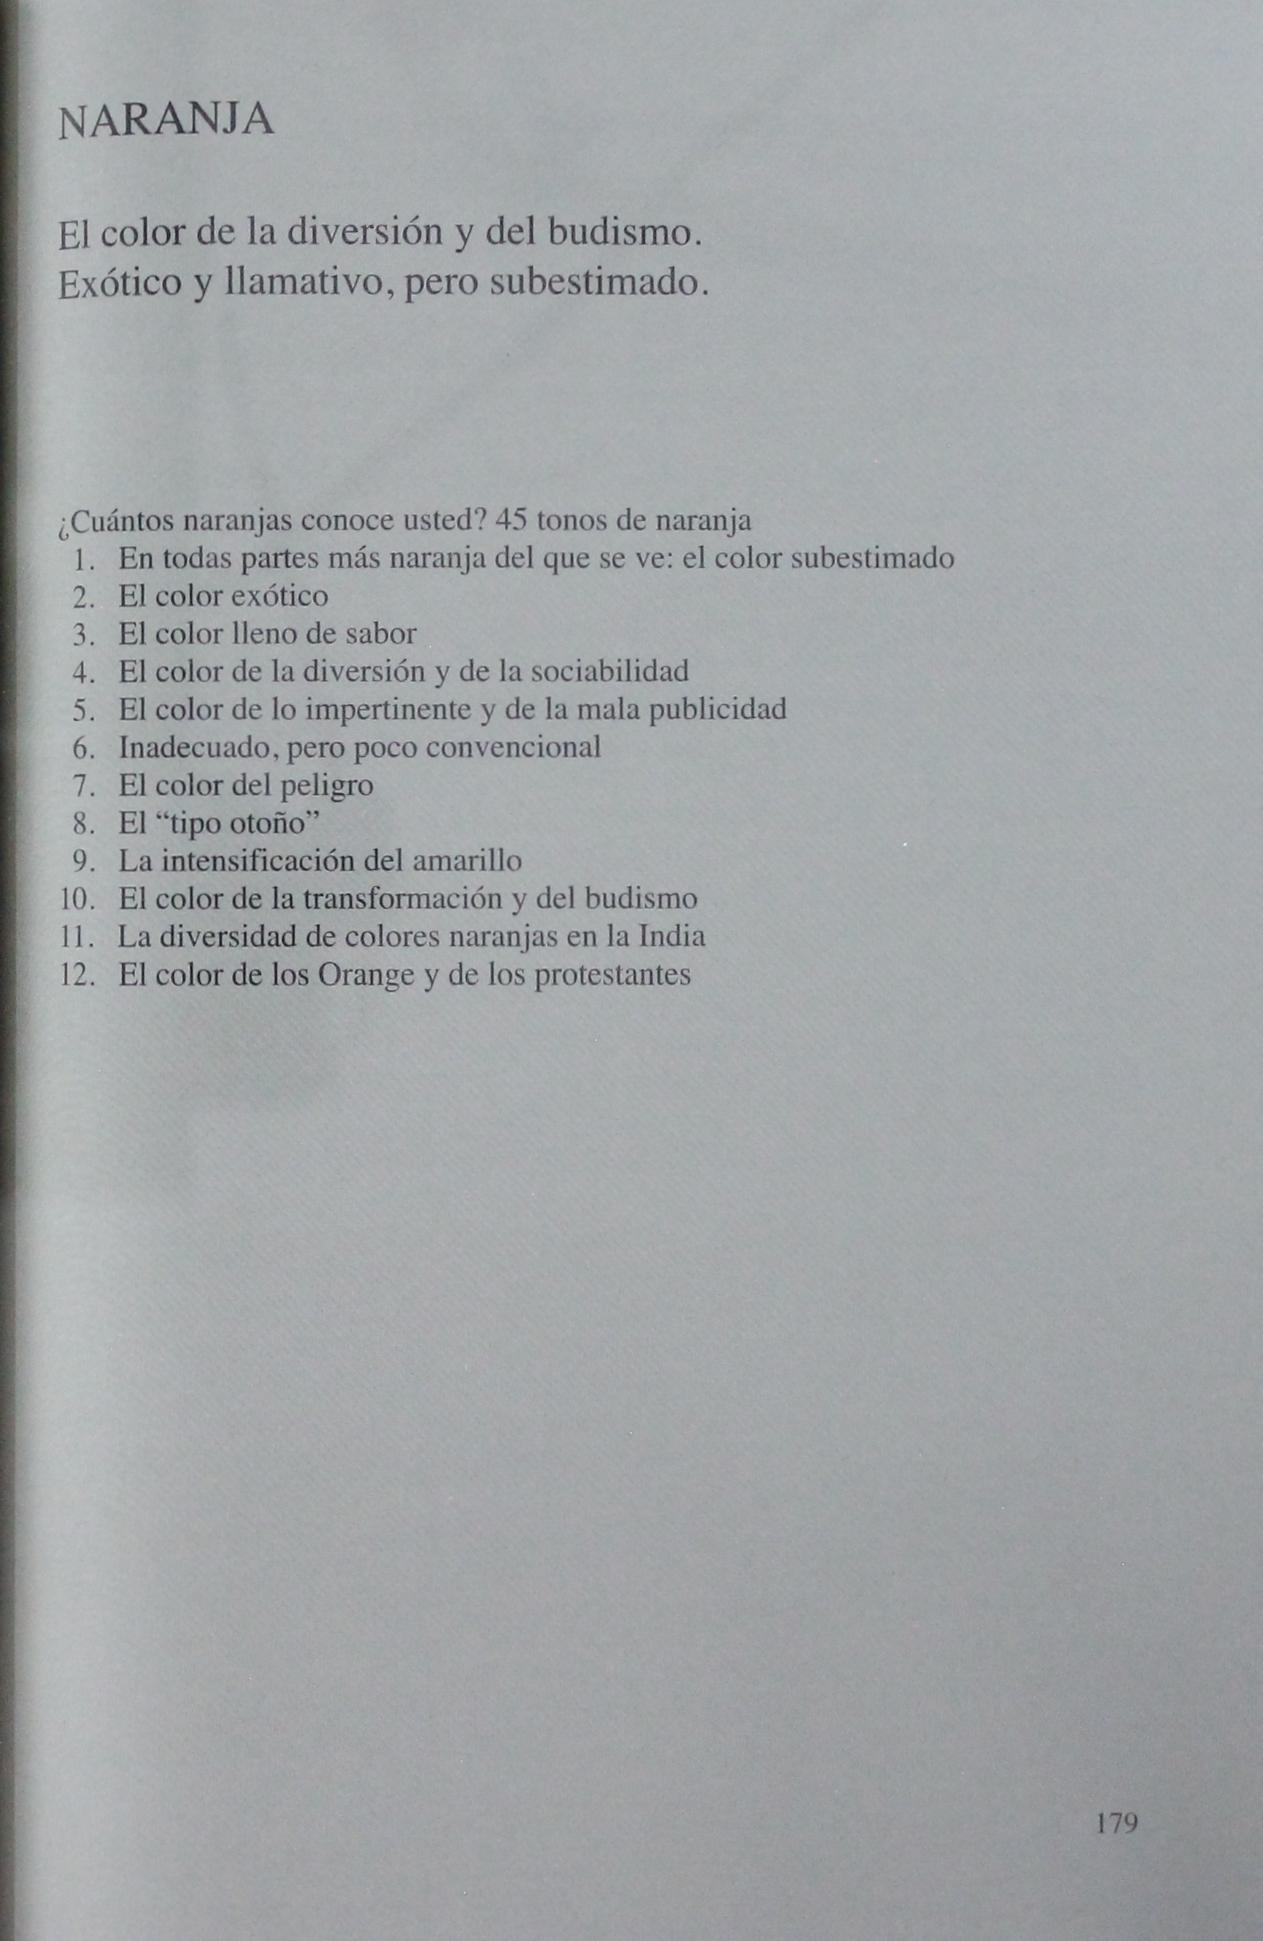 NARANJA
El color de la diversión y del budismo.
Exótico y llamativo, pero subestimado.
¿Cuántos naranjas conoce usted? 45 tonos de naranja
1. En todas partes más naranja del que se ve: el color subestimado
2. El color exótico
3. El color lleno de sabor
4. El color de la diversión y de la sociabilidad
5. El color de lo impertinente y de la mala publicidad
6. Inadecuado, pero poco convencional
7. El color del peligro
8. El “tipo otoño”
9. La intensificación del amarillo
10. El color de la transformación y del budismo
11. La diversidad de colores naranjas en la India
12. El color de los Orange y de los protestantes
179